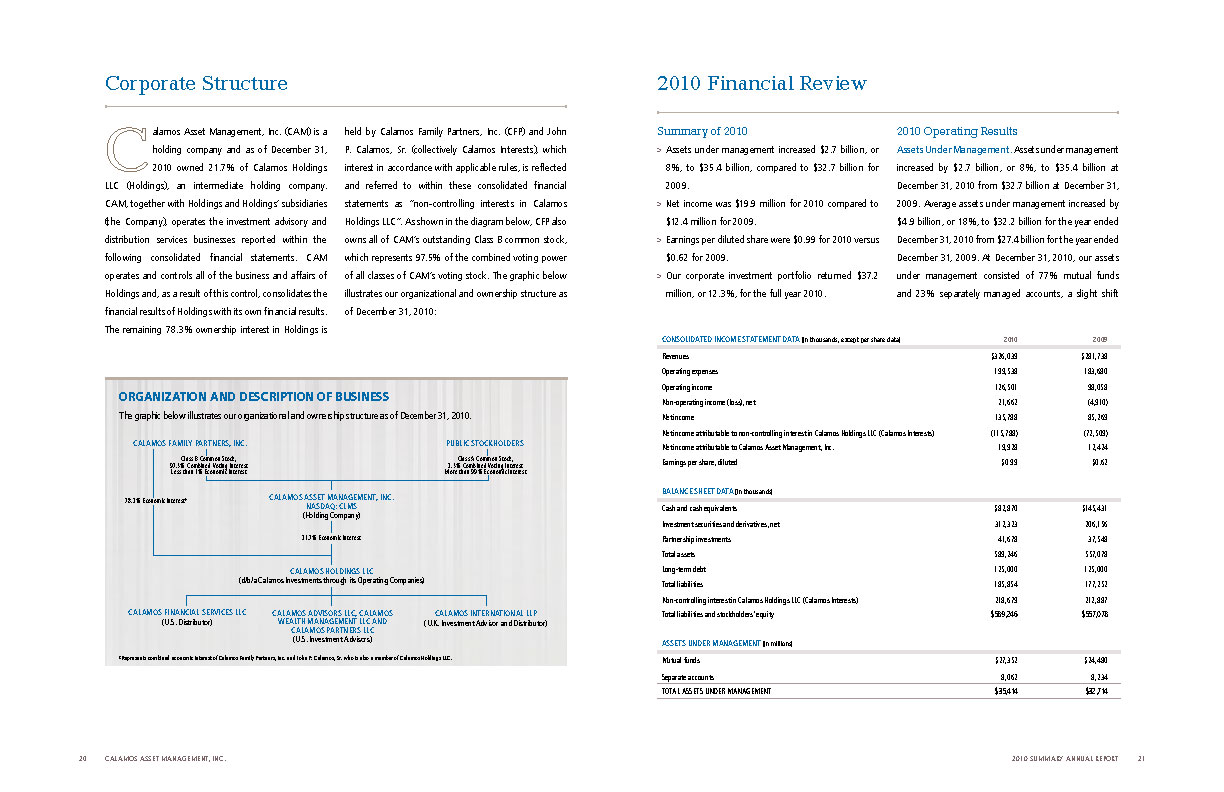 Corporate Structure
Calamos Asset Management, Inc. (CAM) is a
holding company and as of December 31,
2010 owned 21.7% of Calamos Holdings
LLC (Holdings), an intermediate holding company.
CAM, together with Holdings and Holdings' subsidiaries
(the Company), operates the investment advisory and
distribution services businesses reported within the
following consolidated financial statements. CAM
operates and controls all of the business and affairs of
Holdings and, as a result of this control, consolidates the
financial results of Holdings with its own financial results.
The remaining 78.3% ownership interest in Holdings is
held by Calamos Family Partners, Inc. (CFP) and John
P. Calamos, Sr. (collectively Calamos Interests), which
interest in accordance with applicable rules, is reflected
and referred to within these consolidated financial
statements as "non-controlling interests in Calamos
Holdings LLC". As shown in the diagram below, CFP also
owns all of CAM's outstanding Class B common stock,
which represents 97.5% of the combined voting power
of all classes of CAM's voting stock. The graphic below
illustrates our organizational and ownership structure as
of December 31, 2010:
ORGANIZATION AND DESCRIPTION OF BUSINESS
The graphic below illustrates our organizational and ownership structure as of December 31, 2010.
CALAMOS FAMILY PARTNERS, INC.
Class B Common Stock,
97.5% Combined Voting Interest
Less than 1% Economic Interest
PUBLIC STOCKHOLDERS
Class A Common Stock,
2.5% Combined Voting Interest
More than 99% Economic Interest
78.3% Economic Interest*
CALAMOS ASSET MANAGEMENT, INC.
NASDAQ: CLMS
(Holding Company)
21.7% Economic Interest
CALAMOS HOLDINGS LLC
(d/b/a Calamos Investments through its Operating Companies)
CALAMOS FINANCIAL SERVICES LLC
(U.S. Distributor)
CALAMOS ADVISORS LLC, CALAMOS
WEALTH MANAGEMENT LLC AND
CALAMOS PARTNERS LLC
(U.S. Investment Advisors)
CALAMOS INTERNATIONAL LLP
(U.K. Investment Advisor and Distributor)
*Represents combined economic interest of Calamos Family Partners, Inc. and John P. Calamos, Sr. who is also a member of Calamos Holdings LLC.
20 CALAMOS ASSET MANAGEMENT, INC.
2010 Financial Review
Summary of 2010
> Assets under management increased $2.7 billion, or
8%, to $35.4 billion, compared to $32.7 billion for
2009.
> Net income was $19.9 million for 2010 compared to
$12.4 million for 2009.
> Earnings per diluted share were $0.99 for 2010 versus
$0.62 for 2009.
> Our corporate investment portfolio returned $37.2
million, or 12.3%, for the full year 2010.
2010 Operating Results
Assets Under Management. Assets under management
increased by $2.7 billion, or 8%, to $35.4 billion at
December 31, 2010 from $32.7 billion at December 31,
2009. Average assets under management increased by
$4.9 billion, or 18%, to $32.2 billion for the year ended
December 31, 2010 from $27.4 billion for the year ended
December 31, 2009. At December 31, 2010, our assets
under management consisted of 77% mutual funds
and 23% separately managed accounts, a slight shift
CONSOLIDATED INCOME STATEMENT DATA (in thousands, except per share data) 2010 2009
Revenues $326,039 $281,738
Operating expenses 199,538 183,680
Operating income 126,501 98,058
Non-operating income (loss), net 21,662 (4,910)
Net income 135,788 85,263
Net income attributable to non-controlling interest in Calamos Holdings LLC (Calamos Interests) (115,788) (72,509)
Net income attributable to Calamos Asset Management, Inc. 19,928 12,424
Earnings per share, diluted $0.99 $0.62
BALANCE SHEET DATA (in thousands)
Cash and cash equivalents $82,870 $145,431
Investment securities and derivatives, net 312,323 206,156
Partnership investments 41,678 37,548
Total assets 589,246 557,078
Long-term debt 125,000 125,000
Total liabilities 185,854 177,252
Non-controlling interest in Calamos Holdings LLC (Calamos Interests) 218,679 212,887
Total liabilities and stockholders' equity $589,246 $557,078
ASSETS UNDER MANAGEMENT (in millions)
Mutual funds $27,352 $24,480
Separate accounts 8,062 8,234
TOTAL ASSETS UNDER MANAGEMENT $35,414 $32,714
2010 SUMMARY ANNUAL REPORT 21